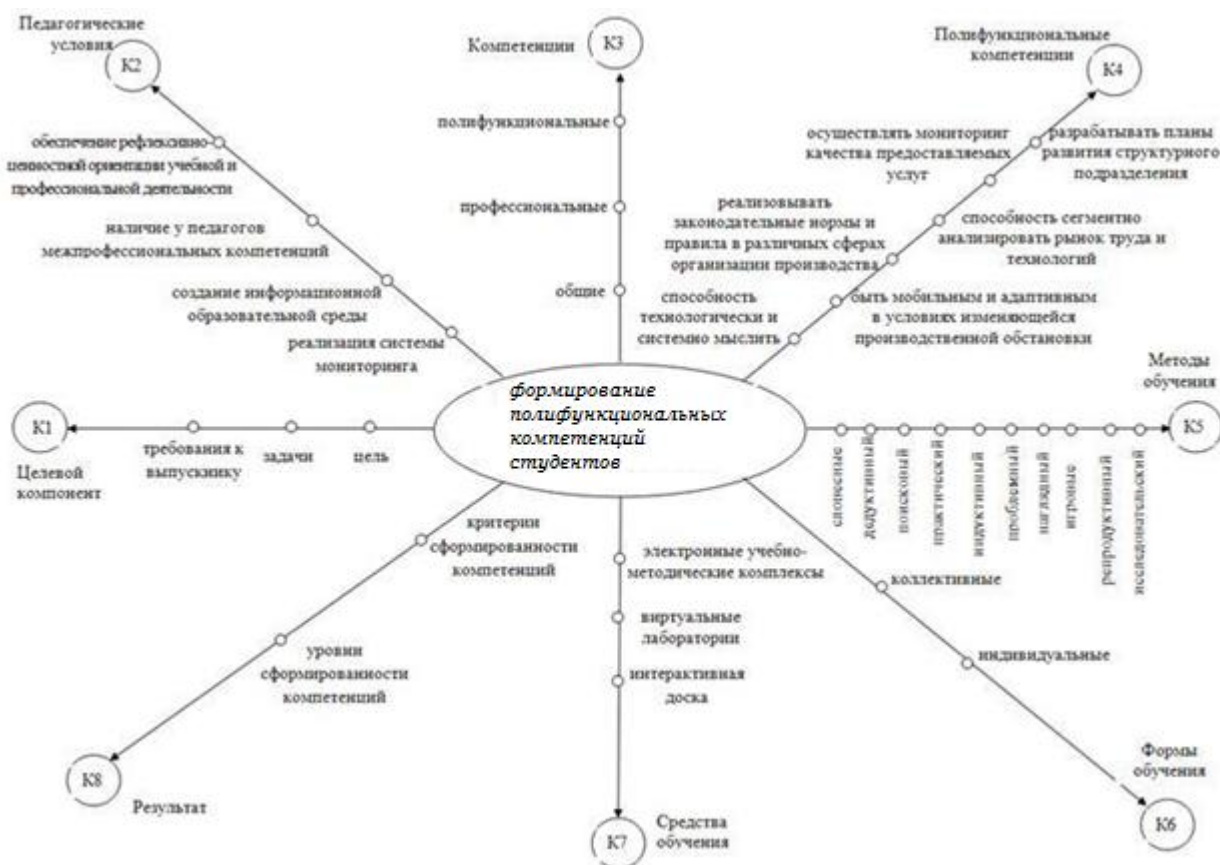 Педагогические
условия
К2
обеспечение рефлексивно-
ценностной ориентации учебной и
профессиональной деятельности
наличие у педагогов
межпрофессиональных компетенций
создание информационной
образовательной среды
реализация системы
мониторинга
Компетенции
К3
полифункциональные
профессиональные
общие
Полифункциональные
компетенции
К4
осуществлять мониторинг
качества предоставляемых
услуг
разрабатывать планы
развития структурного
подразделения
реализовывать
законодательные нормы и
правила в различных сферах
организации производства
способность сегментно
анализировать рынок труда и
технологий
способность
технологически и
системно мыслить
быть мобильным и адаптивным
в условиях изменяющейся
производственной обстановки
формирование
полифункциональных
компетенций
студентов
К1
Целевой
компонент
требования к
выпускнику
задачи
цель
Методы
обучения
К5
словесные
дедуктивный
поисковый
практический
индуктивный
проблемный
наглядный
игровые
репродуктивный
исследовательский
критерии
сформированности
компетенций
уровни
сформированности
компетенций
К8
Результат
электронные учебно-
методические комплексы
виртуальные
лаборатории
интерактивная
доска
К7
Средства
обучения
коллективные
индивидуальные
Формы
обучения
К6